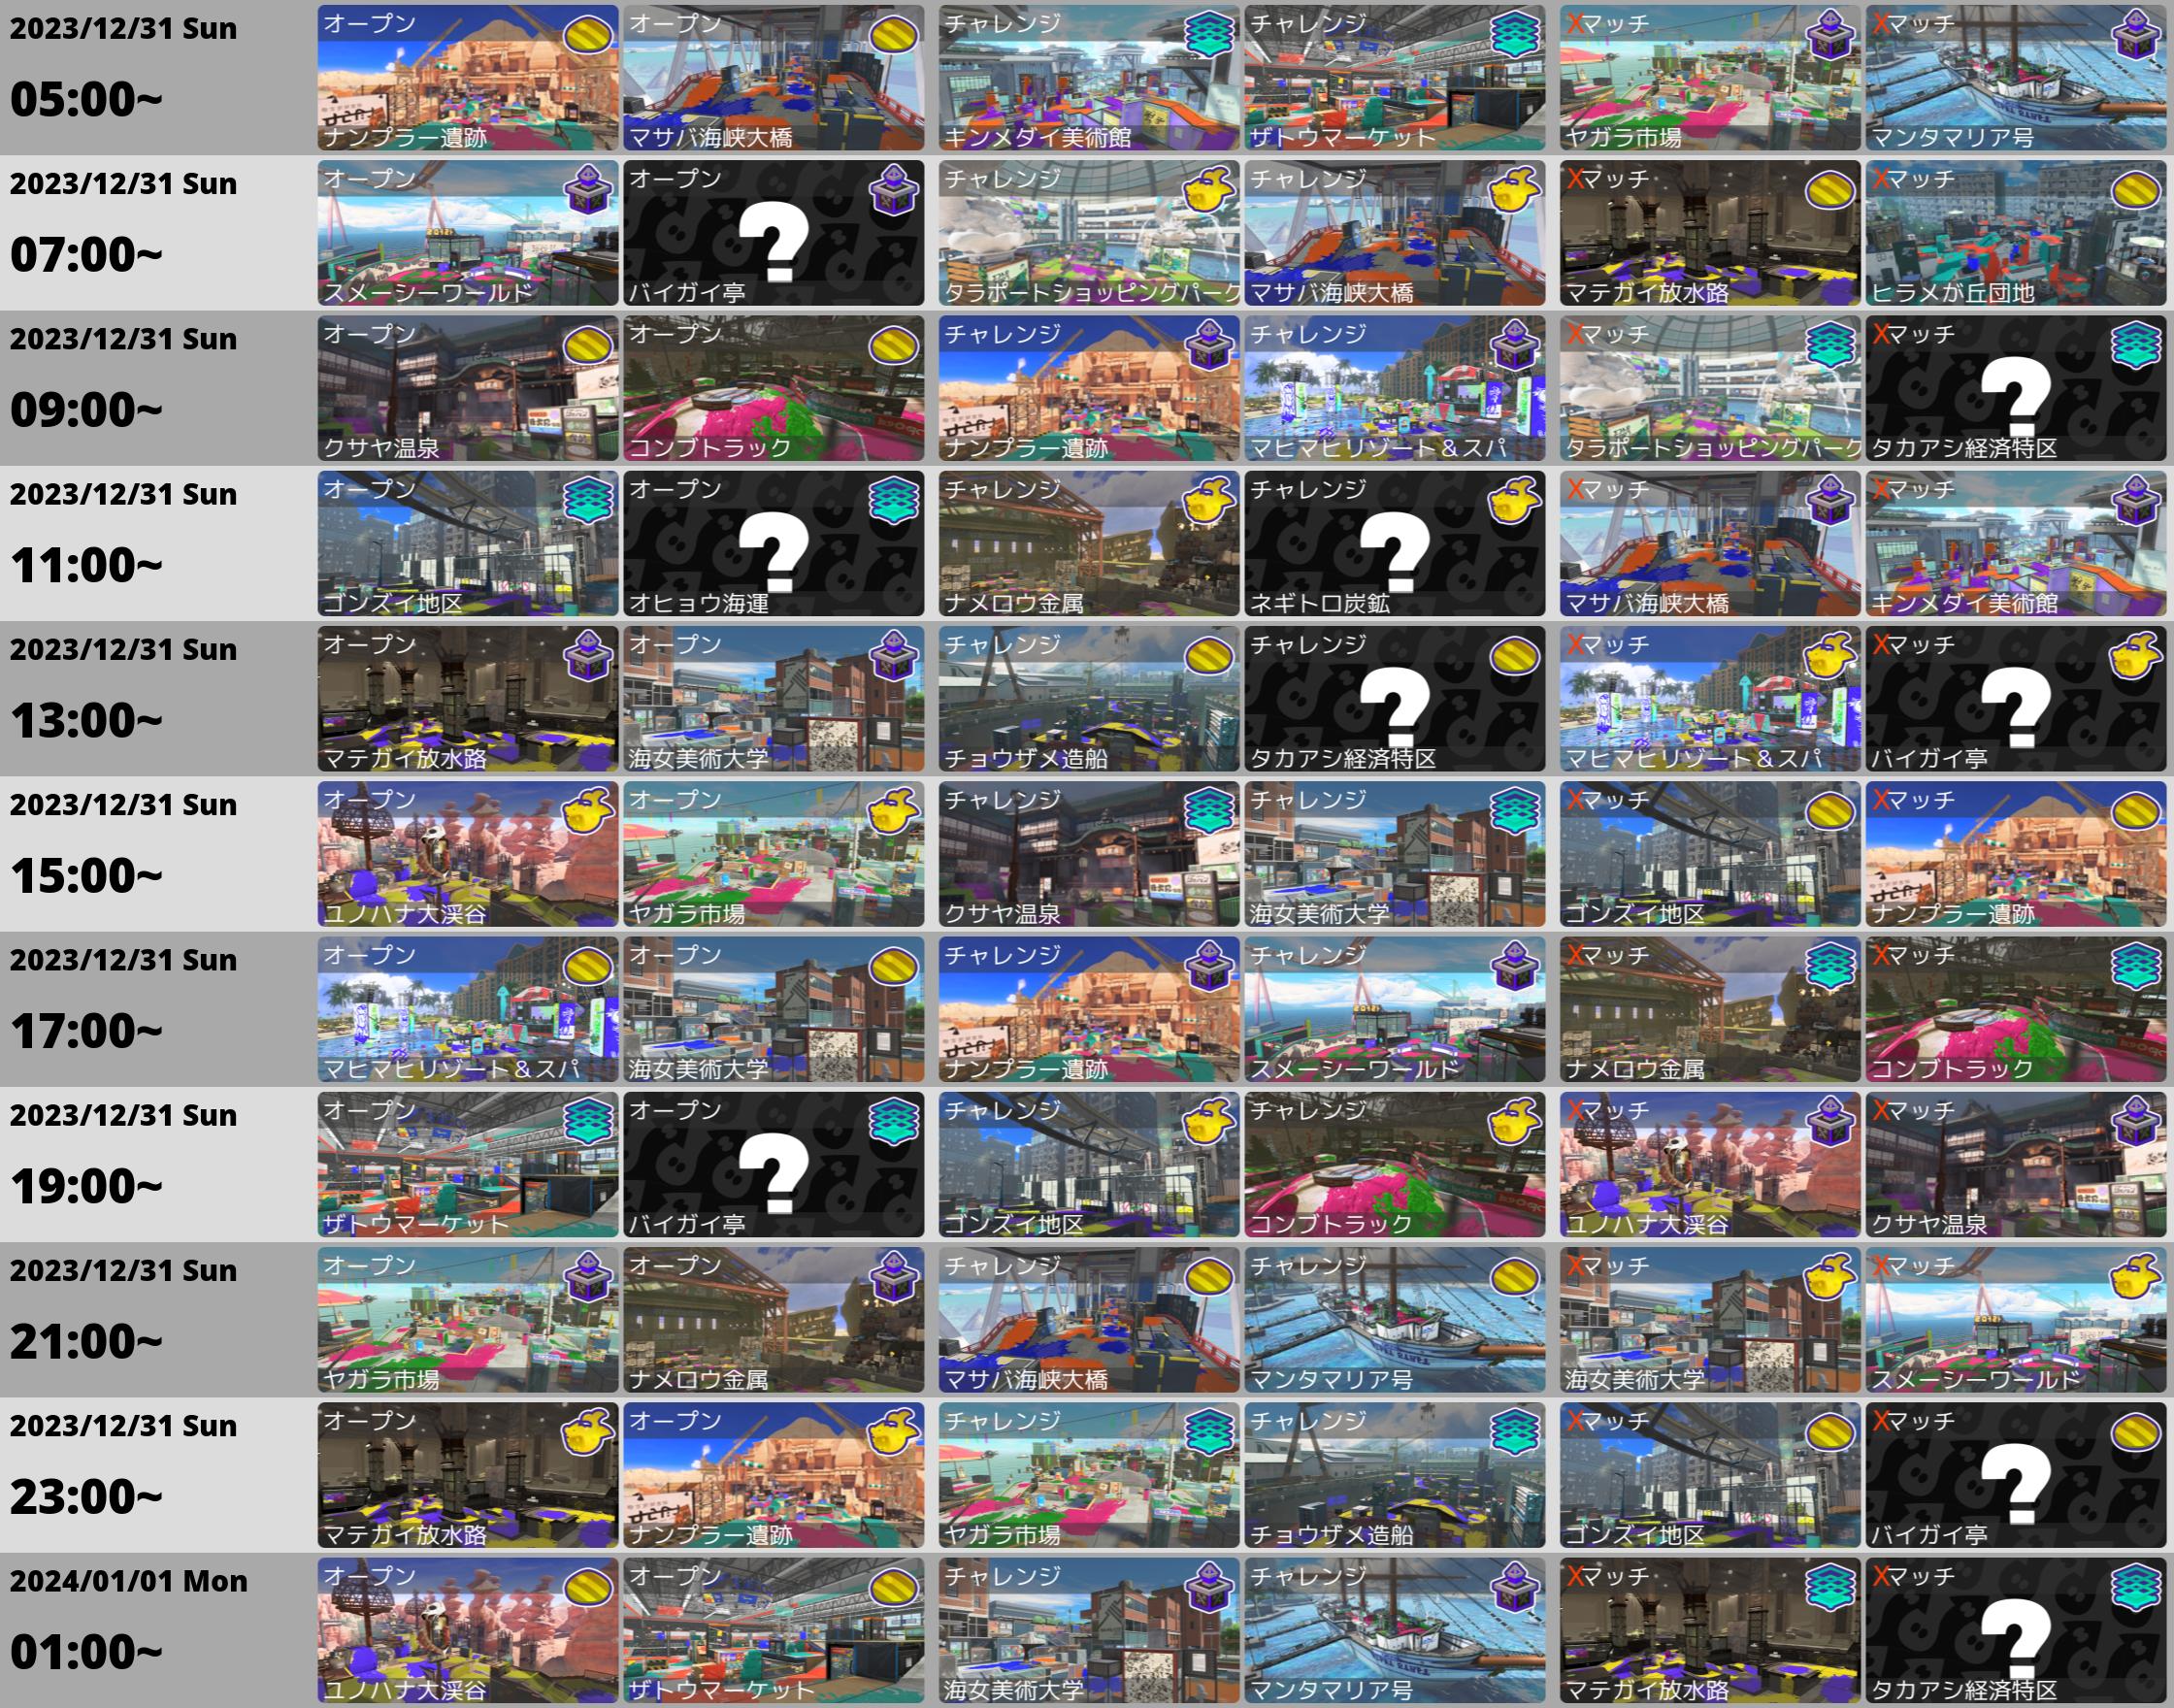 2023/12/31 Sun
05:00~
オープン
ナンプラー遺跡
オープン
マサバ海峡大橋
チャレンジ
キンメダイ美術館
チャレンジ
ザトウマーケット
Xマッチ
ヤガラ市場
Xマッチ
マンタマリア号
2023/12/31 Sun
07:00~
オープン
スメーシーワールド
オープン
バイガイ亭
チャレンジ
タラポートショッピングパーク
チャレンジ
マサバ海峡大橋
Xマッチ
マテガイ放水路
Xマッチ
ヒラメが丘団地
2023/12/31 Sun
09:00~
オープン
クサヤ温泉
オープン
コンブトラック
チャレンジ
ナンプラー遺跡
チャレンジ
マヒマヒリゾート＆スパ
Xマッチ
タラポートショッピングパーク
Xマッチ
タカアシ経済特区
2023/12/31 Sun
11:00~
オープン
ゴンズイ地区
オープン
オヒョウ海運
チャレンジ
ナメロウ金属
チャレンジ
ネギトロ炭鉱
Xマッチ
マサバ海峡大橋
Xマッチ
キンメダイ美術館
2023/12/31 Sun
13:00~
オープン
マテガイ放水路
オープン
海女美術大学
チャレンジ
チョウザメ造船
チャレンジ
タカアシ経済特区
Xマッチ
マヒマヒリゾート＆スパ
Xマッチ
バイガイ亭
2023/12/31 Sun
15:00~
オープン
ユノハナ大渓谷
オープン
ヤガラ市場
チャレンジ
クサヤ温泉
チャレンジ
海女美術大学
Xマッチ
ゴンズイ地区
Xマッチ
ナンプラー遺跡
2023/12/31 Sun
17:00~
オープン
マヒマヒリゾート＆スパ
オープン
海女美術大学
チャレンジ
ナンプラー遺跡
チャレンジ
スメーシーワールド
Xマッチ
ナメロウ金属
Xマッチ
コンブトラック
2023/12/31 Sun
19:00~
オープン
ザトウマーケット
オープン
バイガイ亭
チャレンジ
ゴンズイ地区
チャレンジ
コンブトラック
Xマッチ
ユノハナ大渓谷
Xマッチ
クサヤ温泉
2023/12/31 Sun
21:00~
オープン
ヤガラ市場
オープン
ナメロウ金属
チャレンジ
マサバ海峡大橋
チャレンジ
マンタマリア号
Xマッチ
海女美術大学
Xマッチ
スメーシーワールド
2023/12/31 Sun
23:00~
オープン
マテガイ放水路
オープン
ナンプラー遺跡
チャレンジ
ヤガラ市場
チャレンジ
チョウザメ造船
Xマッチ
ゴンズイ地区
Xマッチ
バイガイ亭
2024/01/01 Mon
01:00~
オープン
ユノハナ大渓谷
オープン
ザトウマーケット
チャレンジ
海女美術大学
チャレンジ
マンタマリア号
Xマッチ
マテガイ放水路
Xマッチ
タカアシ経済特区